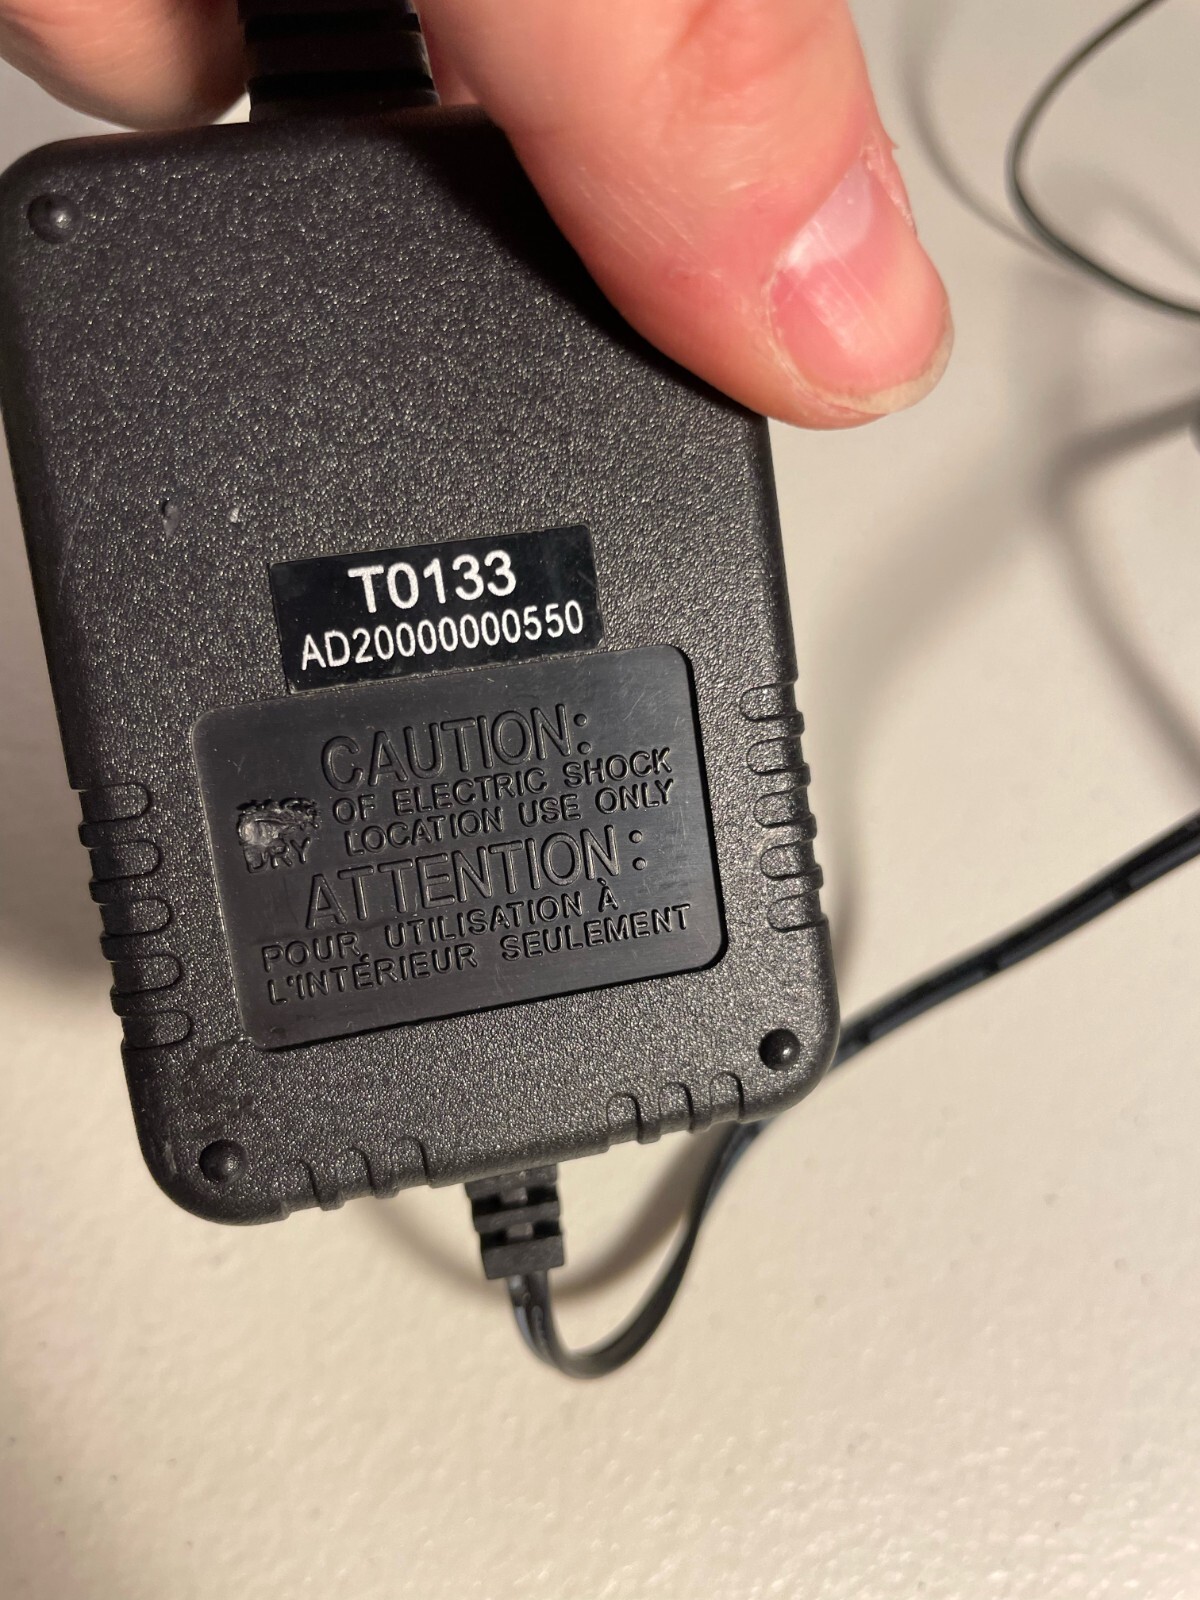 T0133
AD20000000550
CAUTION:
OF ELECTRIC SHOCK
DRY LOCATION USE ONLY
ATTENTION:
POUR UTILISATION À
L'INTÉRIEUR SEULEMENT